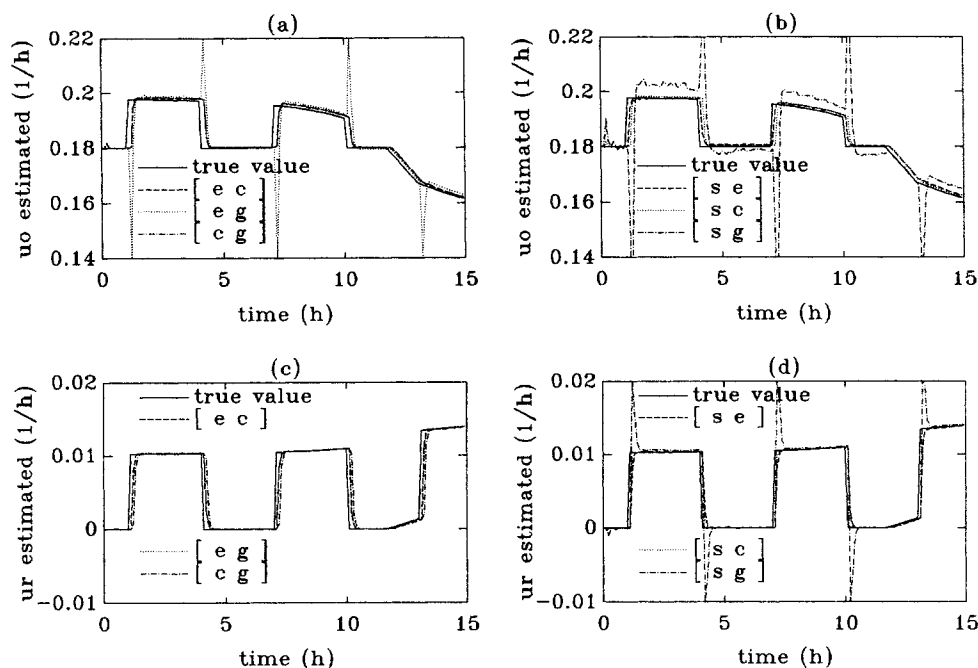 (a)
uo estimated (1/h)
0.22
0.2
0.18
0.16
0.14
true value
[ e c ]
[ e g ]
[ c g ]
0 5 10 15
time (h)
(b)
uo estimated (1/h)
0.22
0.2
0.18
0.16
0.14
true value
[ s e ]
[ s c ]
[ s g ]
0 5 10 15
time (h)
(c)
ur estimated (1/h)
0.02
0.01
0
-0.01
true value
[ e c ]
[ e g ]
[ c g ]
0 5 10 15
time (h)
(d)
ur estimated (1/h)
0.02
0.01
0
-0.01
true value
[ s e ]
[ s c ]
[ s g ]
0 5 10 15
time (h)